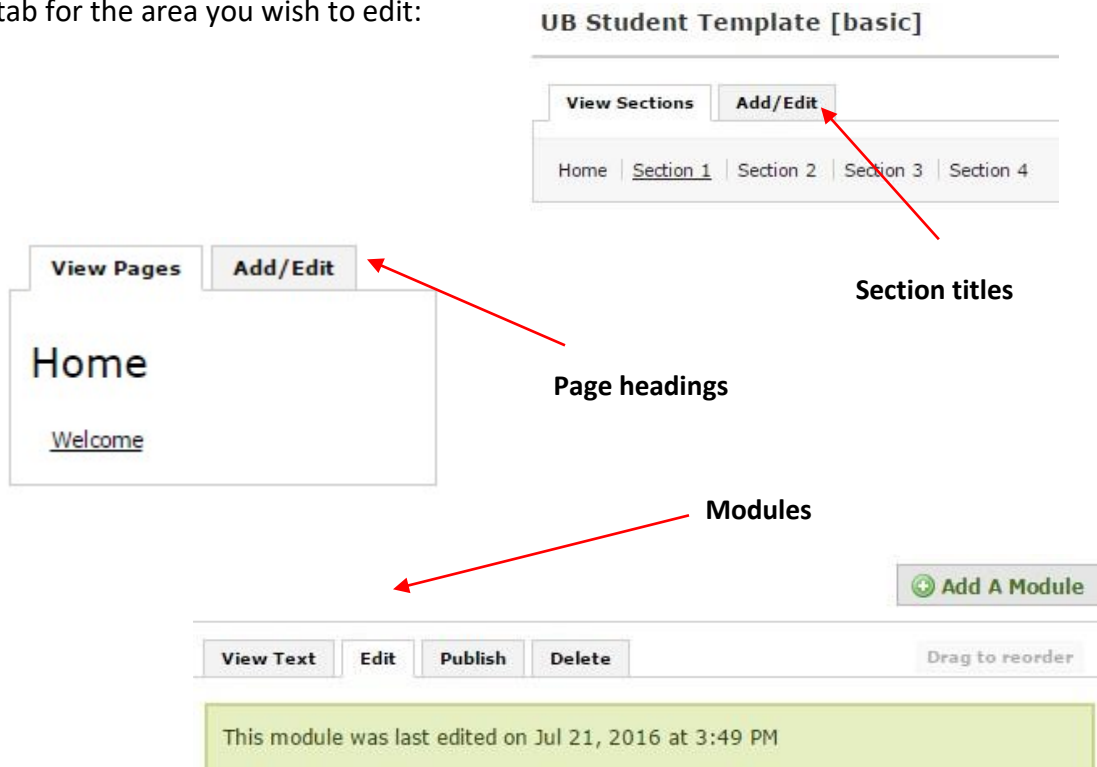 tab for the area you wish to edit:
UB Student Template [basic]
View Sections Add/Edit
Home Section 1 Section 2 Section 3 Section 4
Section titles
View Pages Add/Edit
Home
Welcome
Page headings
Modules
Add A Module
View Text Edit Publish Delete Drag to reorder
This module was last edited on Jul 21, 2016 at 3:49 PM